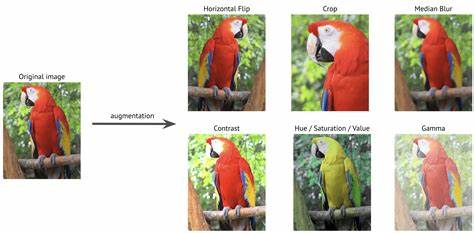 Horizontal Flip
Crop
Median Blur
Original image
augmentation
Contrast
Hue / Saturation / Value
Gamma